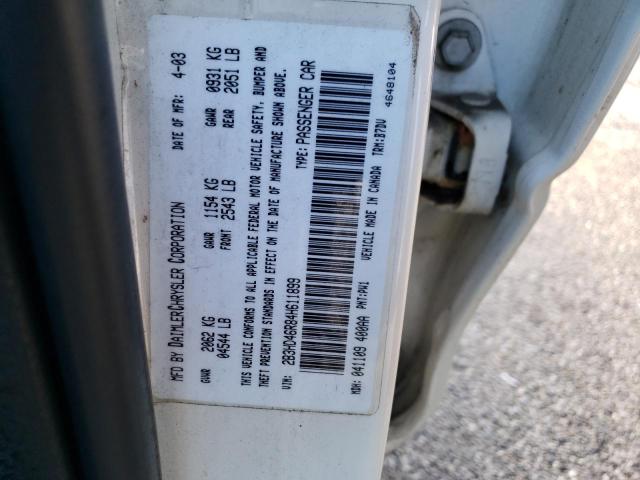 MFD BY DAIMLERCHRYSLER CORPORATION DATE OF MFR: 4-03
GVWR 2062 KG GAWR 1154 KG GAWR 0931 KG
04544 LB FRONT 2543 LB REAR 2051 LB
THIS VEHICLE CONFORMS TO ALL APPLICABLE FEDERAL MOTOR VEHICLE SAFETY, BUMPER AND
THEFT PREVENTION STANDARDS IN EFFECT ON THE DATE OF MANUFACTURE SHOWN ABOVE.
VIN: 2B3HD46R84H611899 TYPE: PASSENGER CAR
VEHICLE MADE IN CANADA TRM: B7DV
MDH: 041109 400AA PNT: PW1 4648104